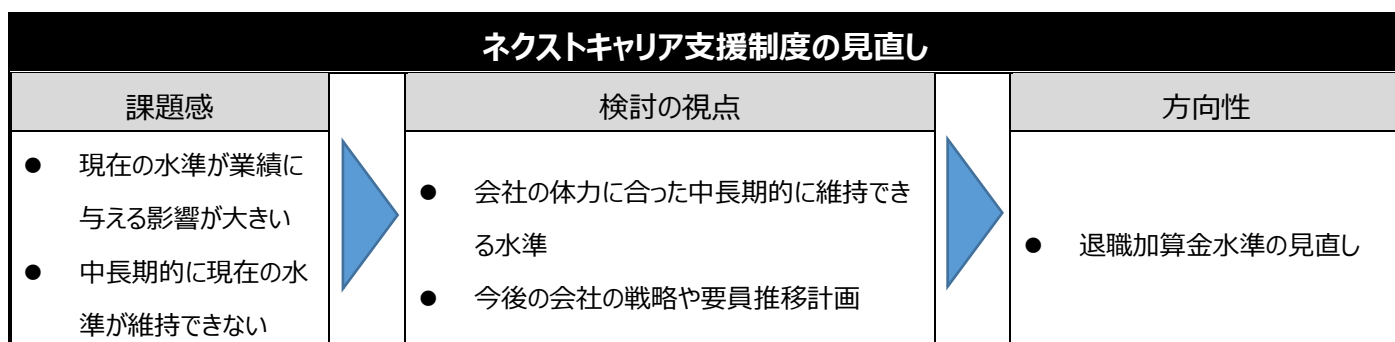 ネクストキャリア支援制度の見直し
課題感
検討の視点
方向性
● 現在の水準が業績に
与える影響が大きい
● 中長期的に現在の水
準が維持できない
● 会社の体力に合った中長期的に維持でき
る水準
● 今後の会社の戦略や要員推移計画
● 退職加算金水準の見直し